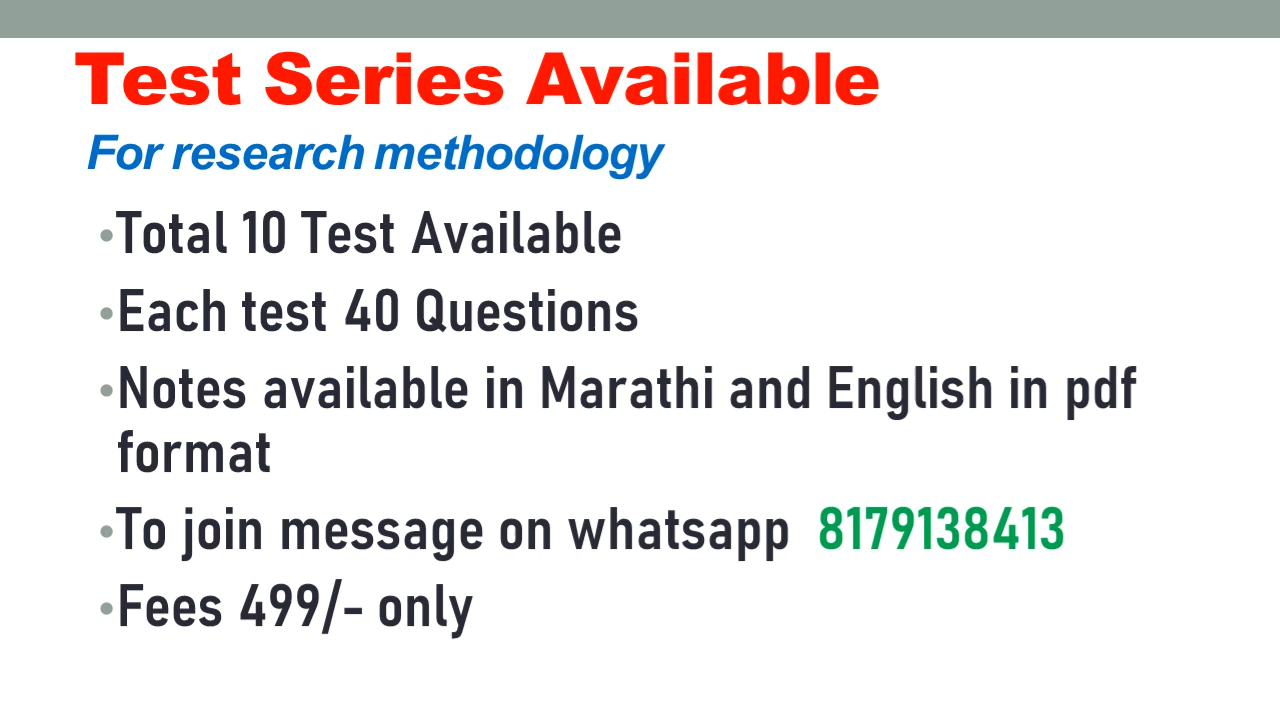 Test Series Available
For research methodology
•Total 10 Test Available
•Each test 40 Questions
•Notes available in Marathi and English in pdf
format
•To join message on whatsapp 8179138413
•Fees 499/- only